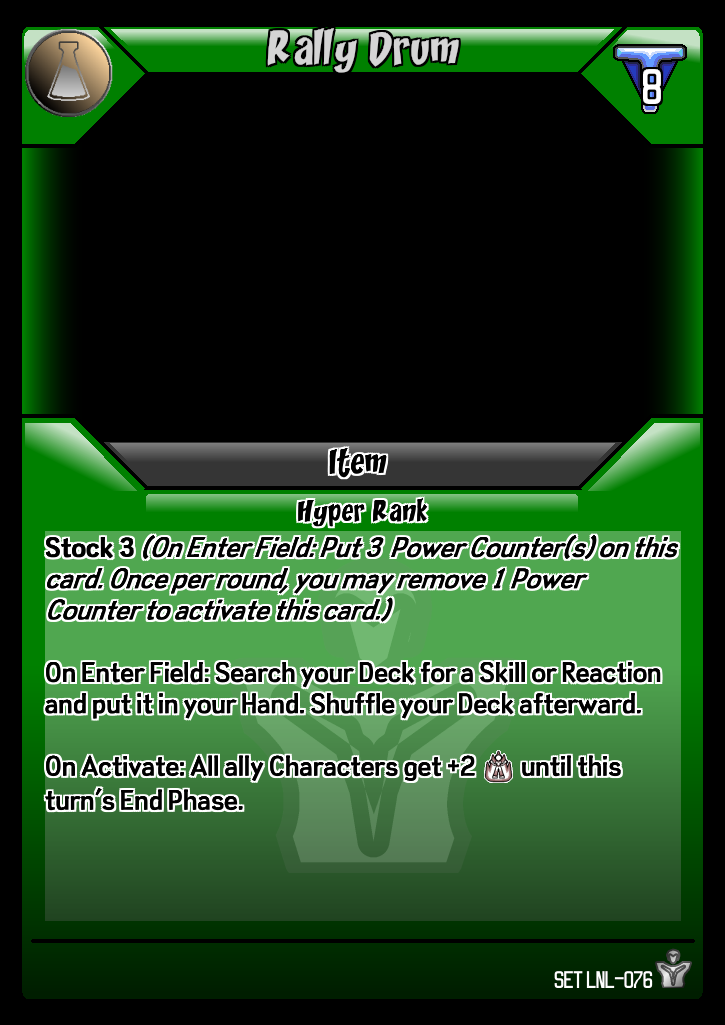 Rally Drum
8
Item
Hyper Rank
Stock 3 (On Enter Field: Put 3 Power Counter(s) on this
card. Once per round, you may remove 1 Power
Counter to activate this card.)
On Enter Field: Search your Deck for a Skill or Reaction
and put it in your Hand. Shuffle your Deck afterward.
On Activate: All ally Characters get +2 until this
turn's End Phase.
SET LNL-076